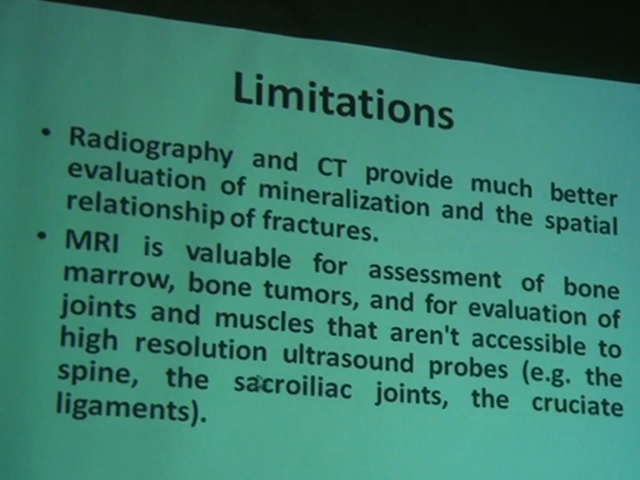 Limitations
• Radiography and CT provide much better
evaluation of mineralization and the spatial
relationship of fractures.
• MRI is valuable for assessment of bone
marrow, bone tumors, and for evaluation of
joints and muscles that aren't accessible to
high resolution ultrasound probes (e.g. the
spine, the sacroiliac joints, the cruciate
ligaments).